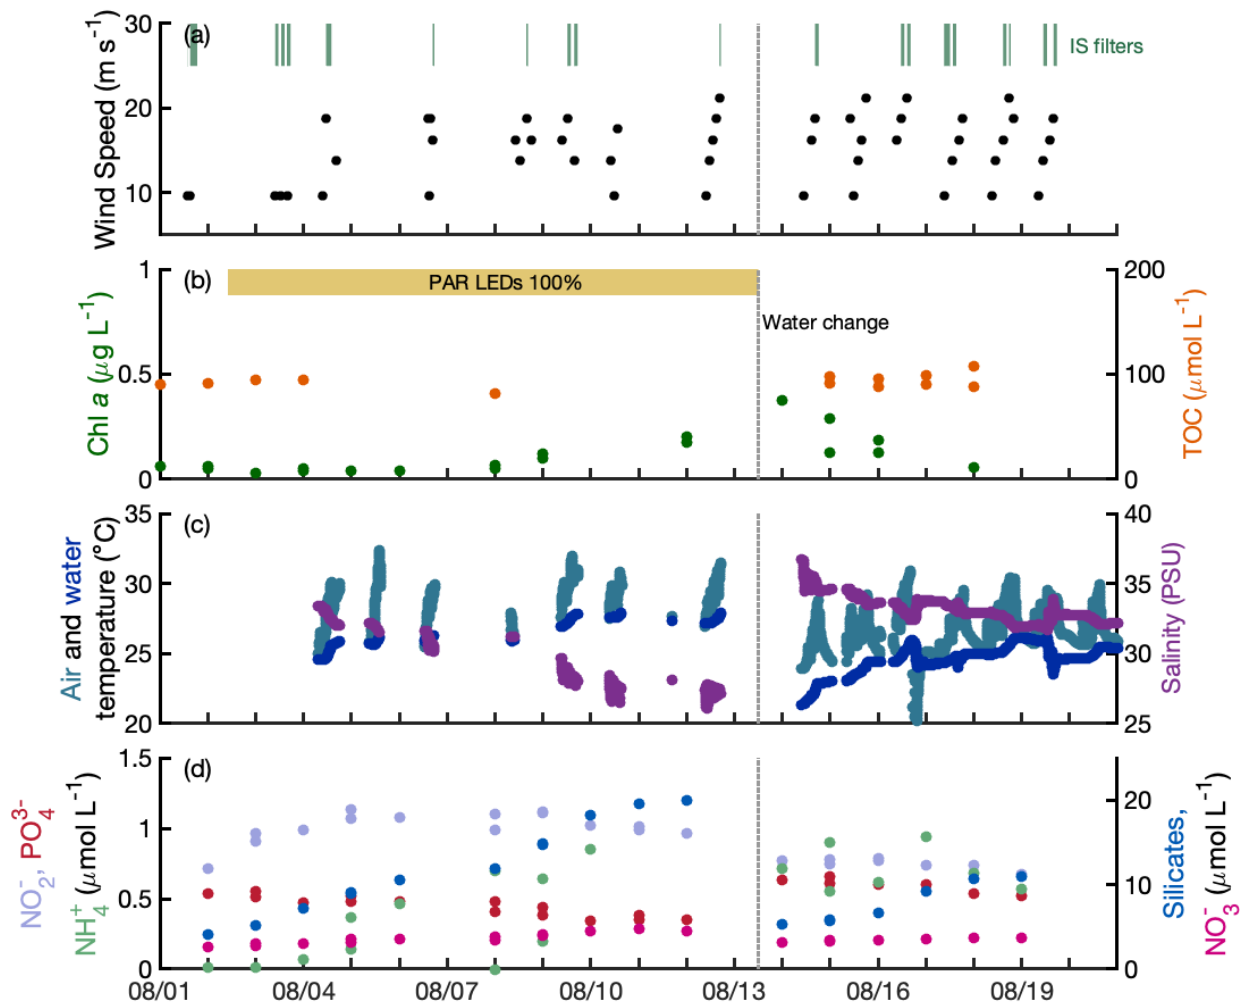 (a)
30
20
10
Wind Speed (m s⁻¹)
IS filters
(b)
1
0.5
0
Chl a (μg L⁻¹)
PAR LEDs 100%
Water change
200
100
0
TOC (μmol L⁻¹)
(c)
35
30
25
20
Air and water
temperature (°C)
40
35
30
25
Salinity (PSU)
(d)
1.5
1
0.5
0
NO₂⁻, PO₄³⁻
NH₄⁺ (μmol L⁻¹)
20
10
0
Silicates,
NO₃⁻ (μmol L⁻¹)
08/01 08/04 08/07 08/10 08/13 08/16 08/19